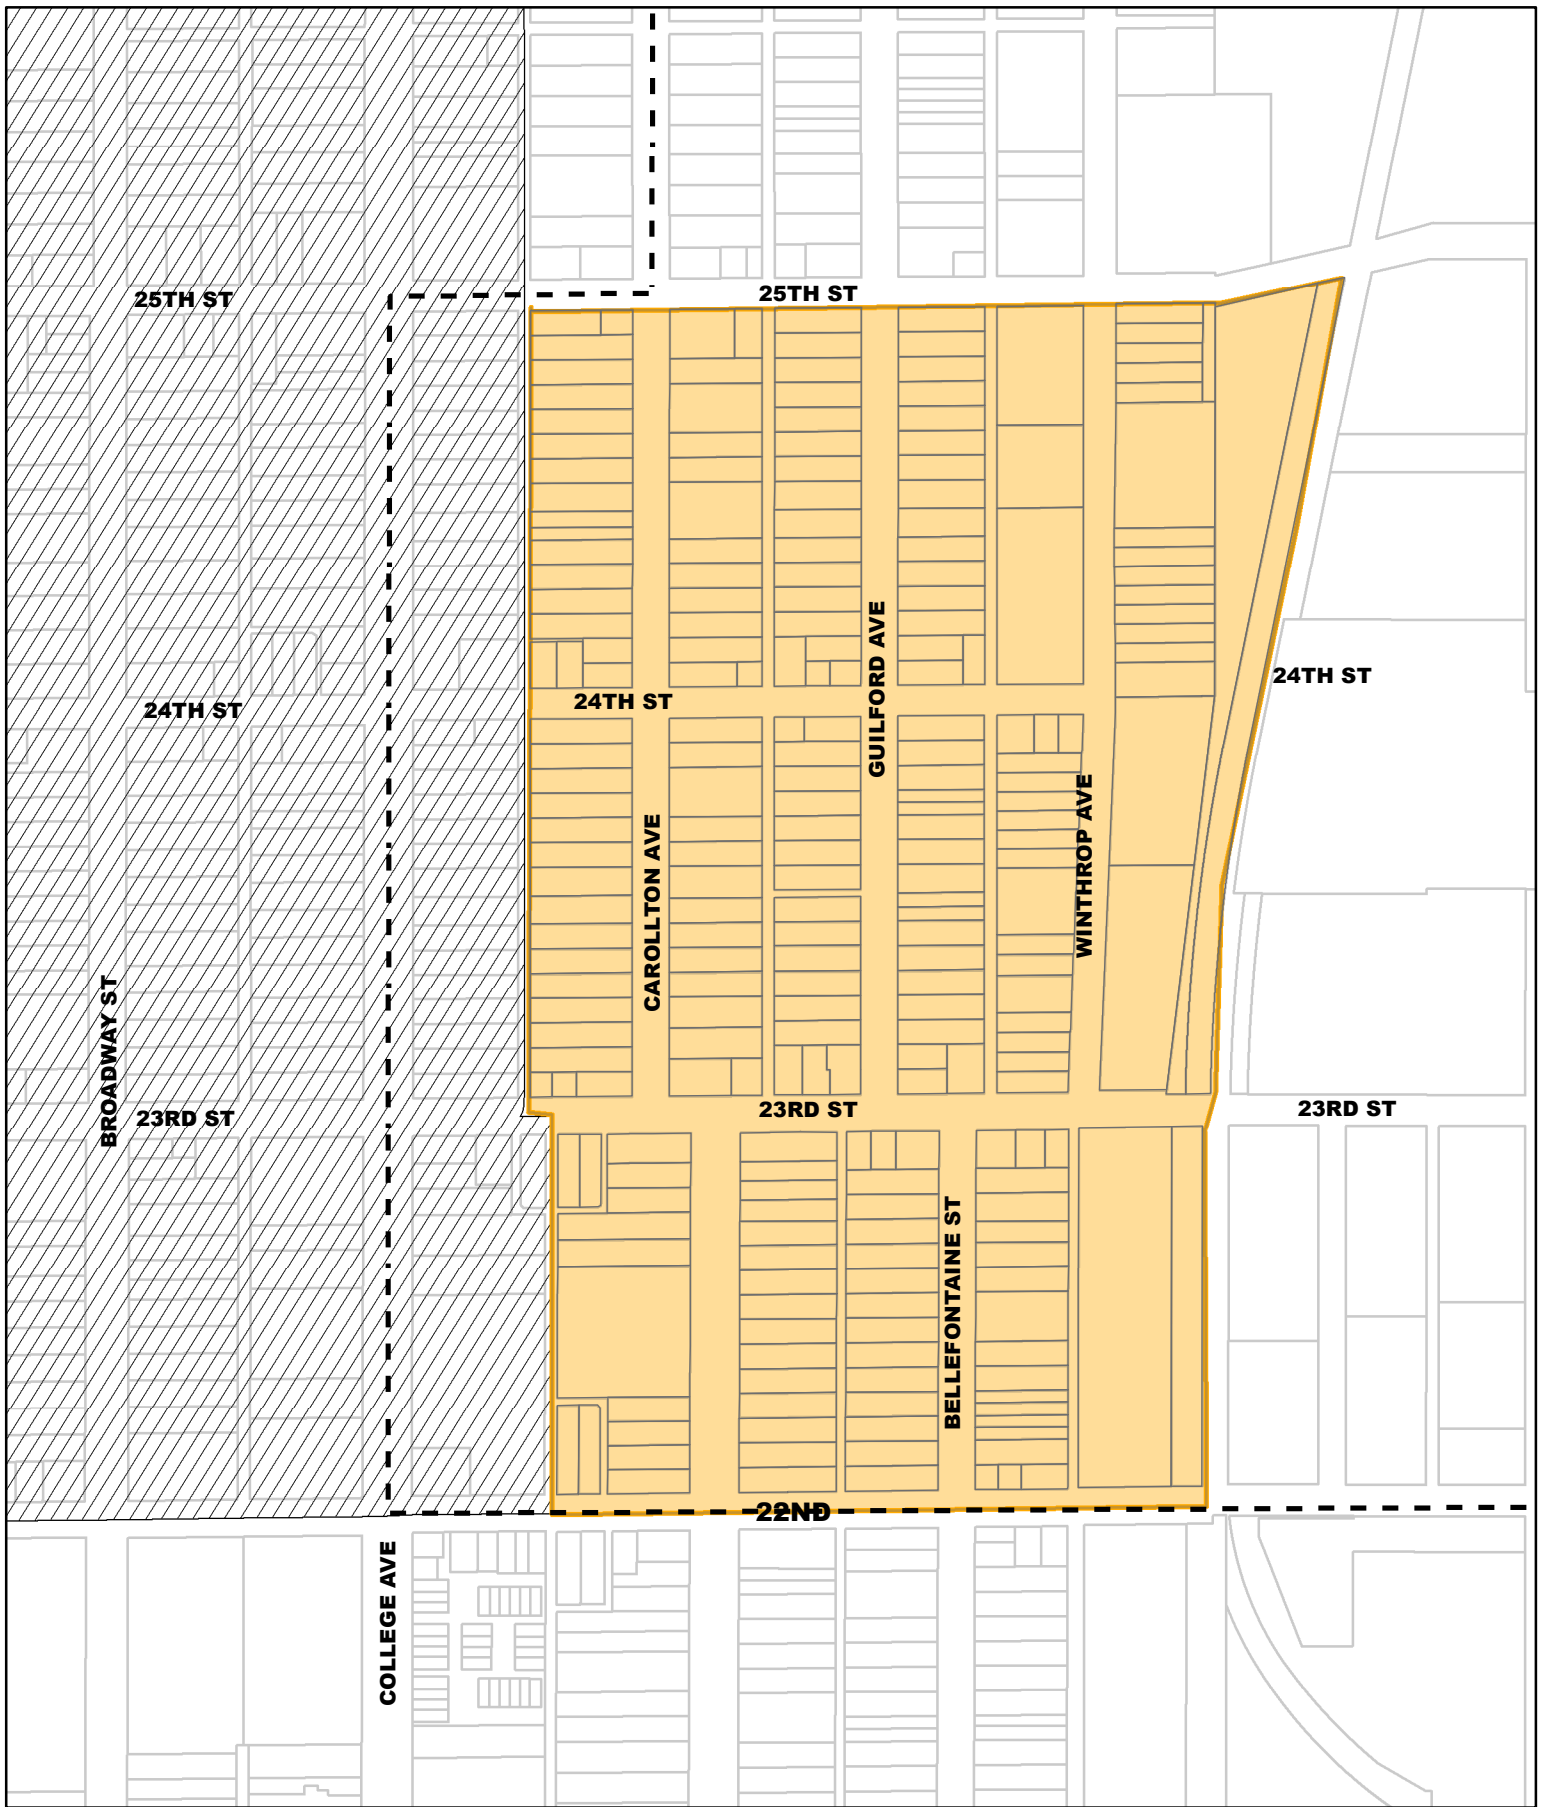 25TH ST
25TH ST
24TH ST
24TH ST
24TH ST
GUILFORD AVE
WINTHROP AVE
CAROLLTON AVE
BROADWAY ST
23RD ST
23RD ST
23RD ST
BELLEFONTAINE ST
22ND
COLLEGE AVE